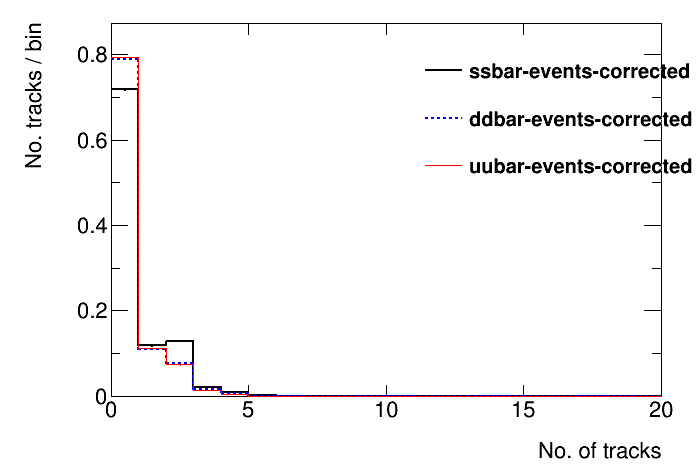 No. tracks / bin
0.8
0.6
0.4
0.2
0
ssbar-events-corrected
ddbar-events-corrected
uubar-events-corrected
0 5 10 15 20
No. of tracks